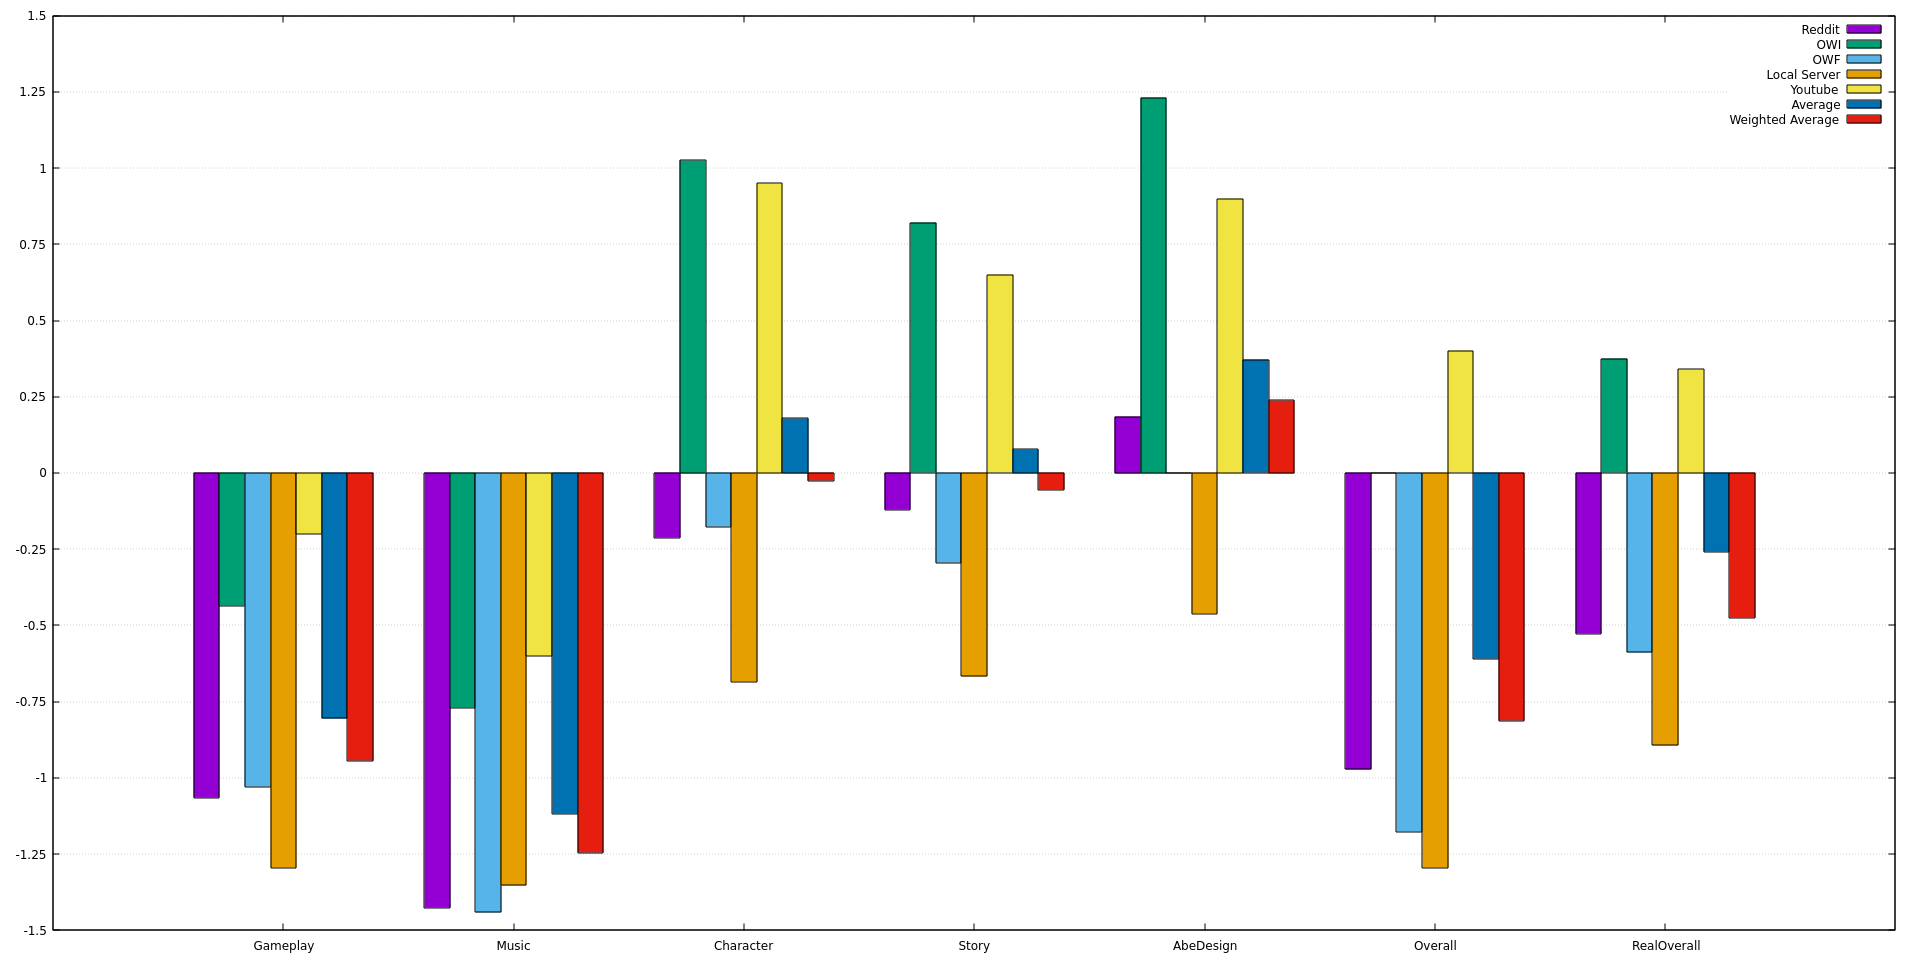 1.5
1.25
1
0.75
0.5
0.25
0
-0.25
-0.5
-0.75
-1
-1.25
-1.5
Reddit
OWI
OWF
Local Server
Youtube
Average
Weighted Average
Gameplay
Music
Character
Story
AbeDesign
Overall
RealOverall